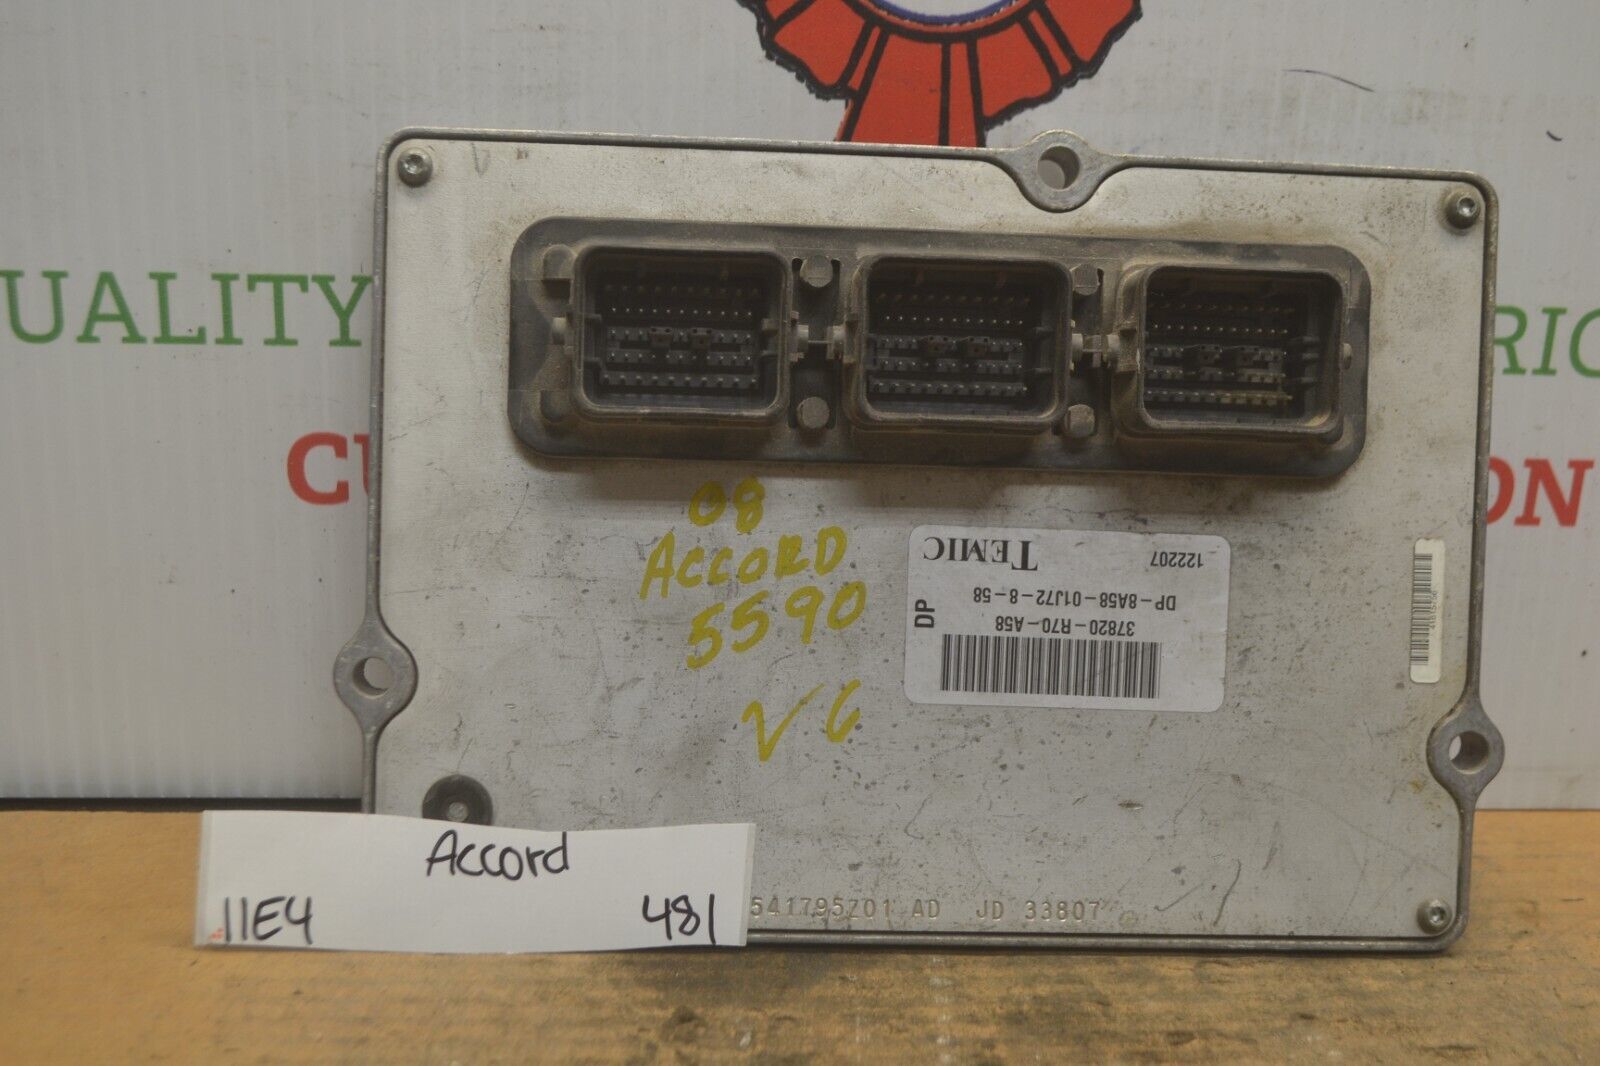 UALITY
RIC
CU
ON
08
ACCORD
5590
V6
TEMIC
122207
DP-8A58-01J72-8-58
37820-R70-A58
DP
541795Z01 AD JD 33807
Accord
11E4
481